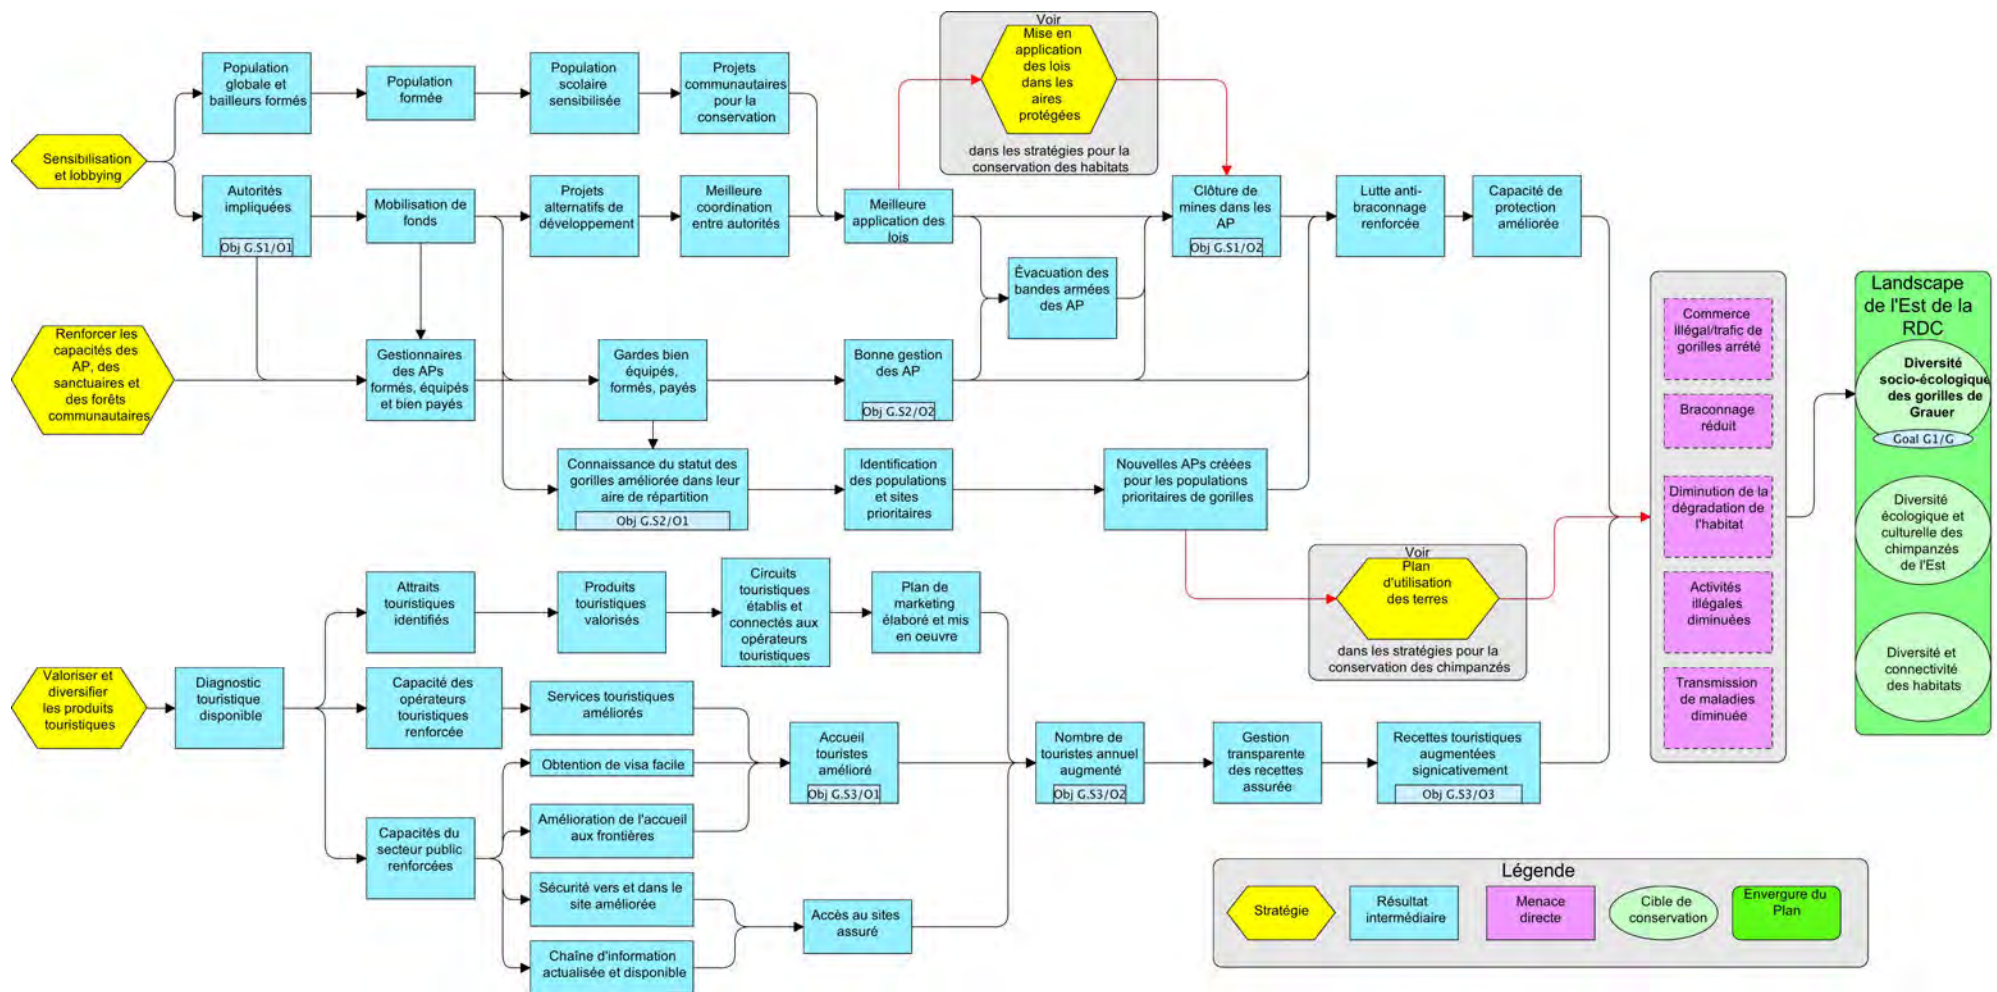 Voir
Mise en
application
des lois
dans les
aires
protégées
dans les stratégies pour la
conservation des habitats
Population
globale et
bailleurs formés
Population
formée
Population
scolaire
sensibilisée
Projets
communautaires
pour la
conservation
Sensibilisation
et lobbying
Autorités
impliquées
Obj G.S1/O1
Mobilisation de
fonds
Projets
alternatifs de
développement
Meilleure
coordination
entre autorités
Meilleure
application des
lois
Clôture de
mines dans les
AP
Obj G.S1/O2
Lutte anti-
braconnage
renforcée
Capacité de
protection
améliorée
Évacuation des
bandes armées
des AP
Renforcer les
capacités des
AP, des
sanctuaires et
des forêts
communautaires
Gestionnaires
des APs
formés, équipés
et bien payés
Gardes bien
équipés,
formés, payés
Bonne gestion
des AP
Obj G.S2/O2
Connaissance du statut des
gorilles améliorée dans leur
aire de répartition
Obj G.S2/O1
Identification
des populations
et sites
prioritaires
Nouvelles APs créées
pour les populations
prioritaires de gorilles
Voir
Plan
d'utilisation
des terres
dans les stratégies pour la
conservation des chimpanzés
Commerce
illégal/trafic de
gorilles arrété
Braconnage
réduit
Diminution de la
dégradation de
l'habitat
Activités
illégales
diminuées
Transmission
de maladies
diminuée
Landscape
de l'Est de la
RDC
Diversité
socio-écologique
des gorilles de
Grauer
Goal G1/G
Diversité
écologique et
culturelle des
chimpanzés
de l'Est
Diversité et
connectivité
des habitats
Valoriser et
diversifier
les produits
touristiques
Diagnostic
touristique
disponible
Attraits
touristiques
identifiés
Produits
touristiques
valorisés
Circuits
touristiques
établis et
connectés aux
opérateurs
touristiques
Plan de
marketing
élaboré et mis
en oeuvre
Capacité des
opérateurs
touristiques
renforcée
Services touristiques
améliorés
Obtention de visa facile
Amélioration de l'accueil
aux frontières
Capacités du
secteur public
renforcées
Sécurité vers et dans le
site améliorée
Chaîne d'information
actualisée et disponible
Accueil
touristes
amélioré
Obj G.S3/O1
Accès au sites
assuré
Nombre de
touristes annuel
augmenté
Obj G.S3/O2
Gestion
transparente
des recettes
assurée
Recettes touristiques
augmentées
signicativement
Obj G.S3/O3
Légende
Stratégie
Résultat
intermédiaire
Menace
directe
Cible de
conservation
Envergure du
Plan